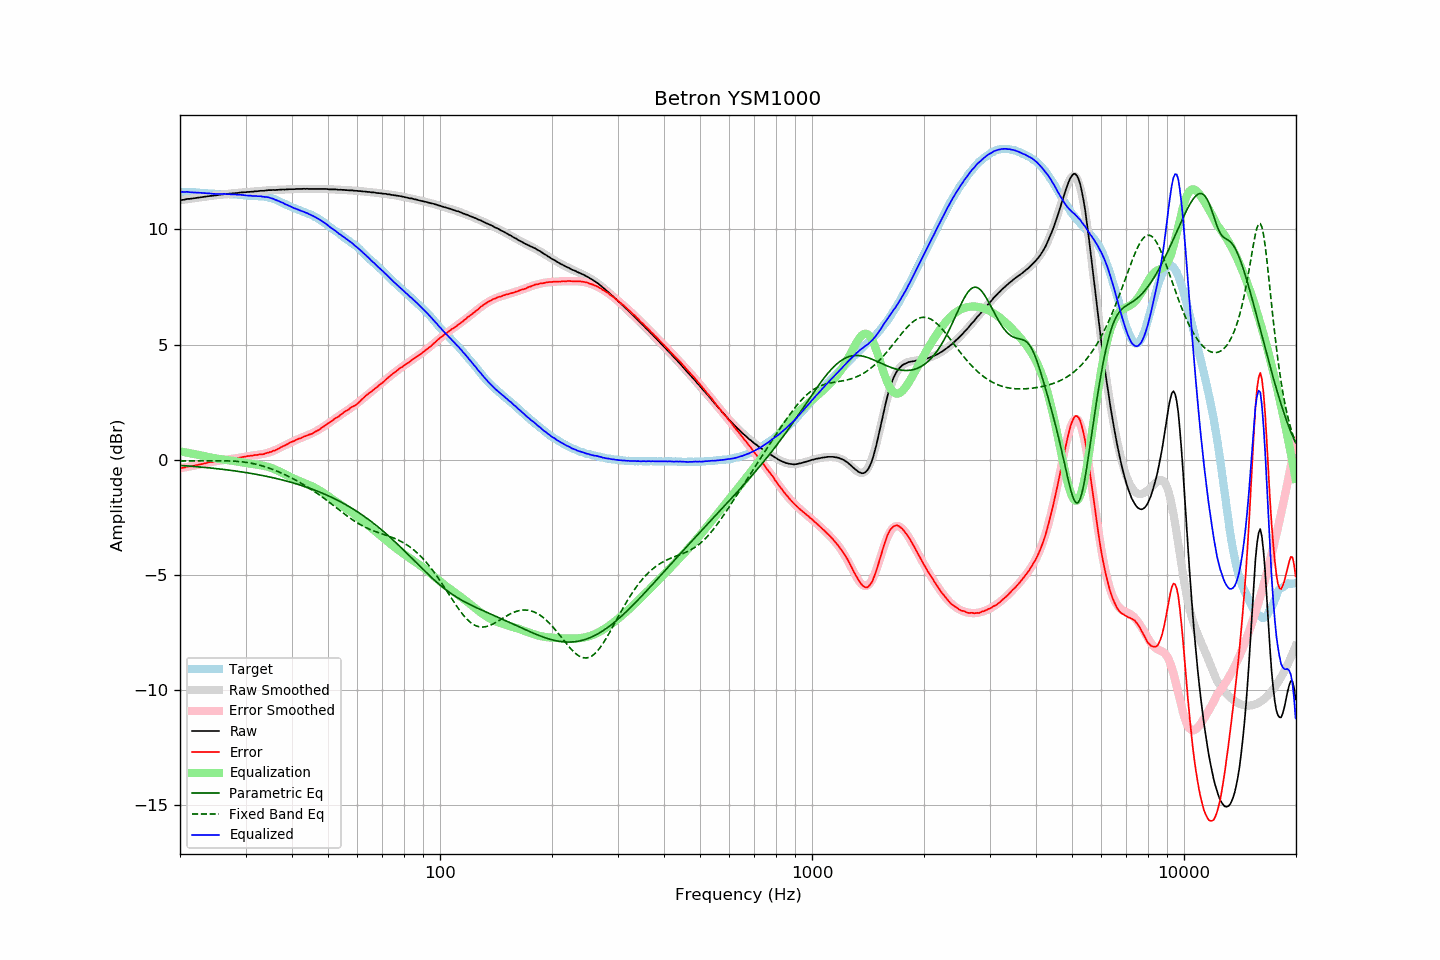 Betron YSM1000
Amplitude (dBr)
10
5
0
−5
−10
−15
Target
Raw Smoothed
Error Smoothed
Raw
Error
Equalization
Parametric Eq
Fixed Band Eq
Equalized
100
1000
10000
Frequency (Hz)